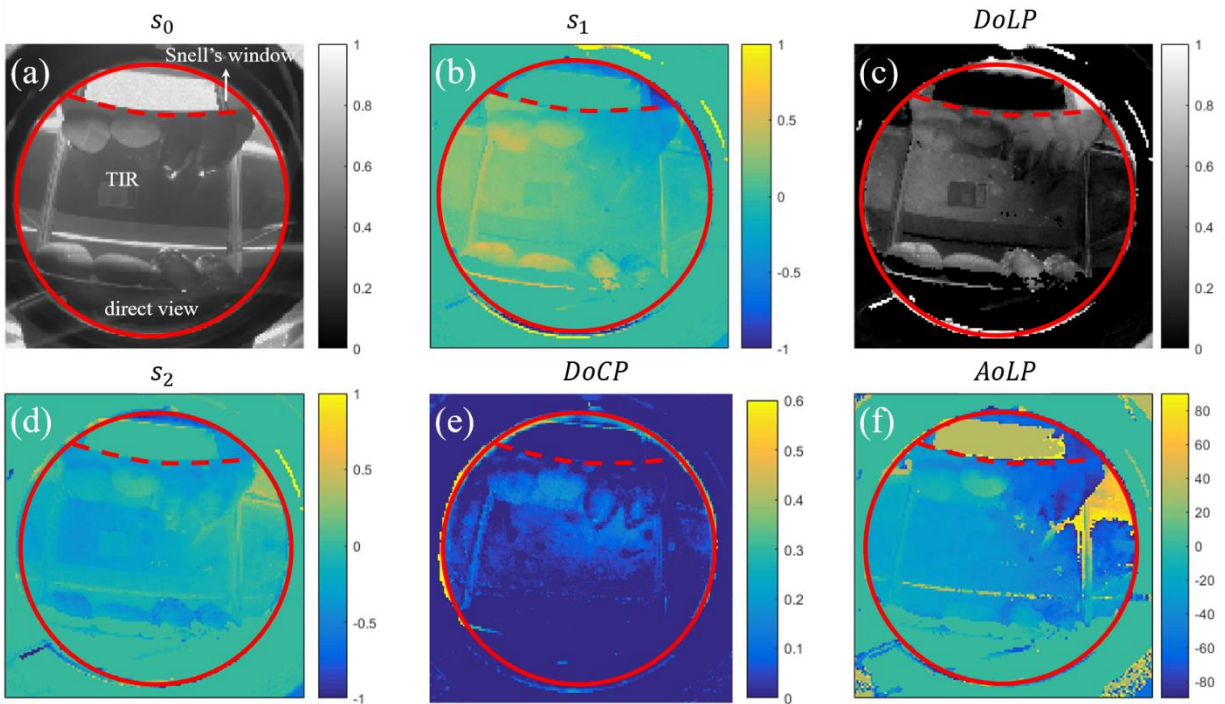 s₀
(a)
Snell's window
TIR
direct view
1
0.8
0.6
0.4
0.2
0
s₁
(b)
1
0.5
0
-0.5
-1
DoLP
(c)
1
0.8
0.6
0.4
0.2
0
s₂
(d)
1
0.5
0
-0.5
-1
DoCP
(e)
0.6
0.5
0.4
0.3
0.2
0.1
0
AoLP
(f)
80
60
40
20
0
-20
-40
-60
-80